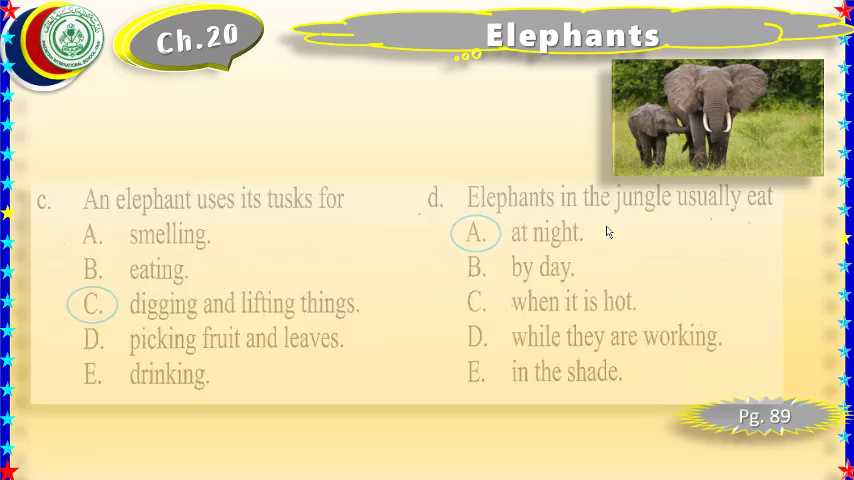 Ch.20
Elephants
c. An elephant uses its tusks for
A. smelling.
B. eating.
C. digging and lifting things.
D. picking fruit and leaves.
E. drinking.
d. Elephants in the jungle usually eat
A. at night.
B. by day.
C. when it is hot.
D. while they are working.
E. in the shade.
Pg. 89